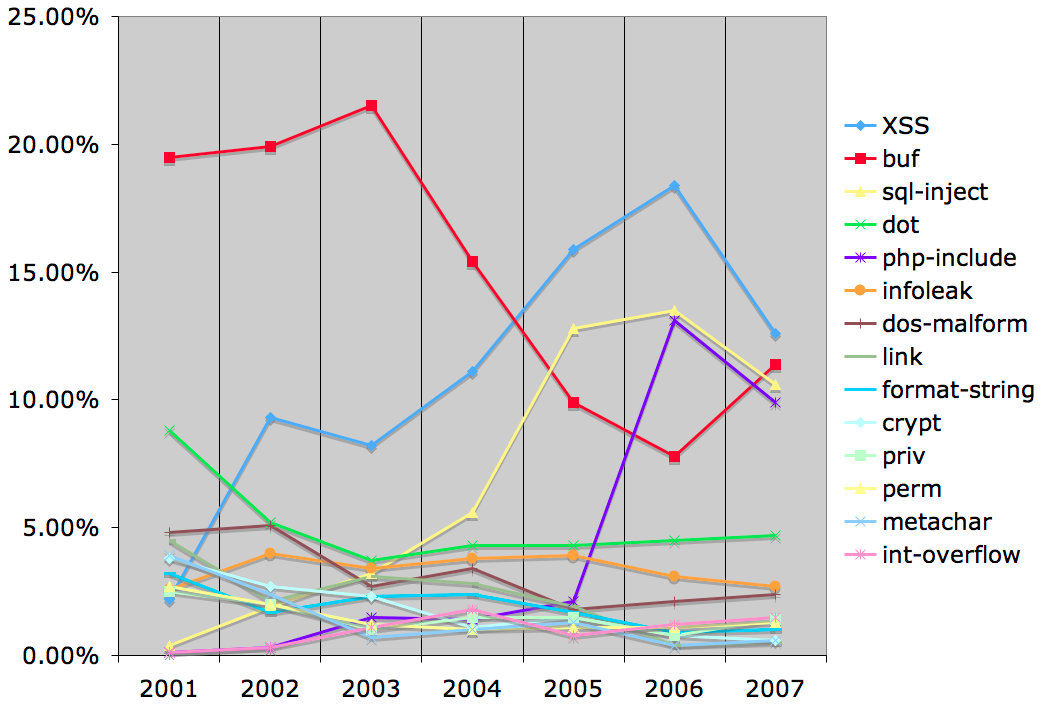 25.00%
20.00%
15.00%
10.00%
5.00%
0.00%
2001 2002 2003 2004 2005 2006 2007
XSS
buf
sql-inject
dot
php-include
infoleak
dos-malform
link
format-string
crypt
priv
perm
metachar
int-overflow